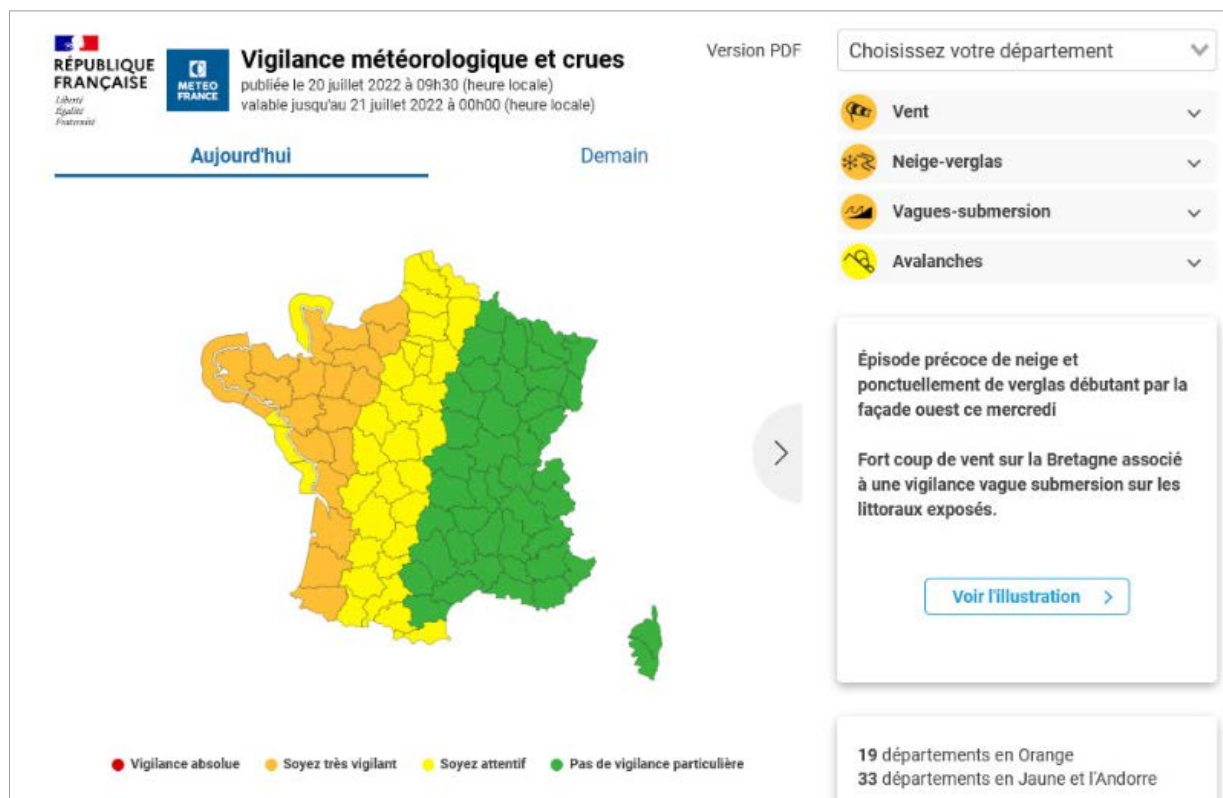 RÉPUBLIQUE
FRANÇAISE
Liberté
Égalité
Fraternité
METEO
FRANCE
Vigilance météorologique et crues
publiée le 20 juillet 2022 à 09h30 (heure locale)
valable jusqu'au 21 juillet 2022 à 00h00 (heure locale)
Version PDF
Aujourd'hui
Demain
Vigilance absolue
Soyez très vigilant
Soyez attentif
Pas de vigilance particulière
Choisissez votre département
Vent
Neige-verglas
Vagues-submersion
Avalanches
Épisode précoce de neige et
ponctuellement de verglas débutant par la
façade ouest ce mercredi
Fort coup de vent sur la Bretagne associé
à une vigilance vague submersion sur les
littoraux exposés.
Voir l'illustration
19 départements en Orange
33 départements en Jaune et l'Andorre